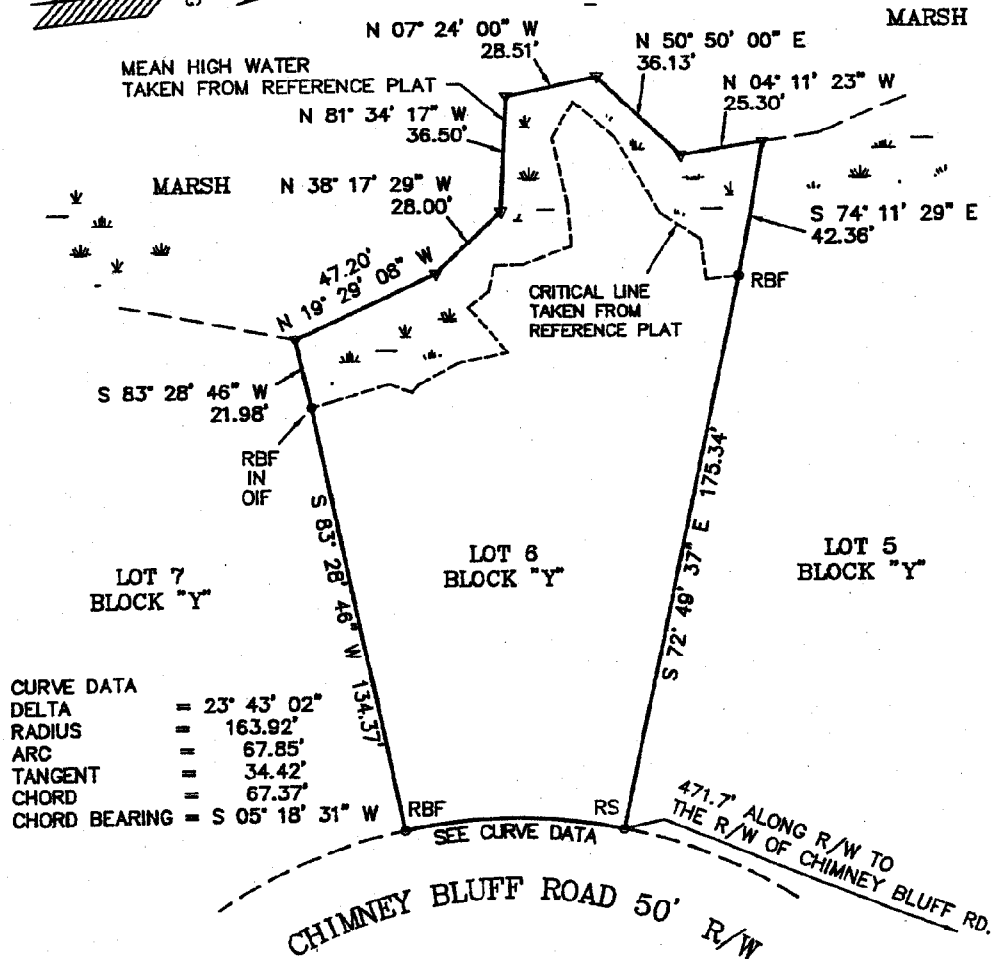 MARSH
N 07° 24' 00" W
28.51'
N 50° 50' 00" E
36.13'
MEAN HIGH WATER
TAKEN FROM REFERENCE PLAT
N 04° 11' 23" W
25.30'
N 81° 34' 17" W
36.50'
MARSH
N 38° 17' 29" W
28.00'
S 74° 11' 29" E
42.36'
47.20'
N 19° 29' 08" W
RBF
CRITICAL LINE
TAKEN FROM
REFERENCE PLAT
S 83° 28' 46" W
21.98'
RBF
IN
OIF
S 83° 28' 46" W 134.37'
S 72° 49' 37" E 175.34'
LOT 6
BLOCK "Y"
LOT 5
BLOCK "Y"
LOT 7
BLOCK "Y"
CURVE DATA
DELTA = 23° 43' 02"
RADIUS = 163.92'
ARC = 67.85'
TANGENT = 34.42'
CHORD = 67.37'
CHORD BEARING = S 05° 18' 31" W
RBF
RS
SEE CURVE DATA
471.7' ALONG R/W TO
THE R/W OF CHIMNEY BLUFF RD.
CHIMNEY BLUFF ROAD 50' R/W